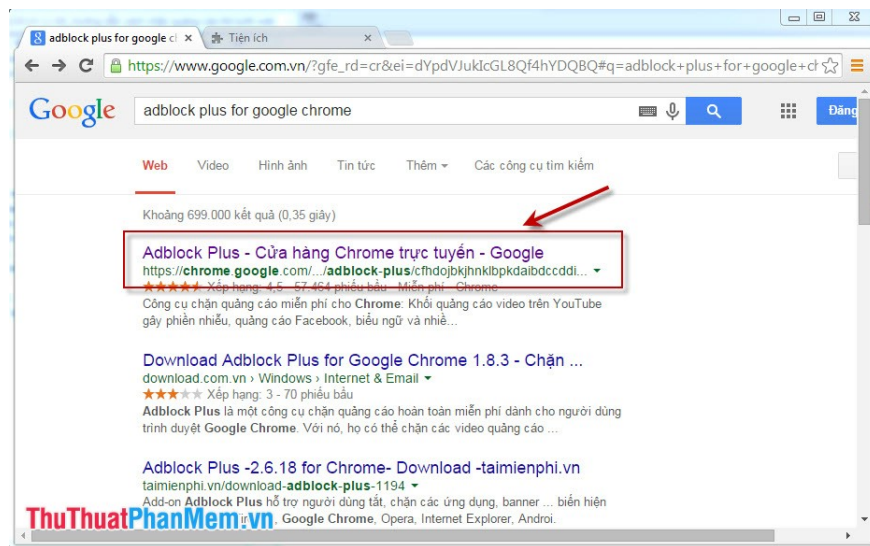 adblock plus for google cl
Tiện ích
https://www.google.com.vn/?gfe_rd=cr&ei=dYpdVJukIcGL8Qf4hYDQBQ#q=adblock+plus+for+google+ch
Google
adblock plus for google chrome
Đăng
Web Video Hình ảnh Tin tức Thêm Các công cụ tìm kiếm
Khoảng 699.000 kết quả (0,35 giây)
Adblock Plus - Cửa hàng Chrome trực tuyến - Google
https://chrome.google.com/.../adblock-plus/cfhdojbkjhnklbpkdaibdccddi...
Xếp hạng: 4,5 - 57.464 phiếu bầu - Miễn phí - Chrome
Công cụ chặn quảng cáo miễn phí cho Chrome: Khối quảng cáo video trên YouTube
gây phiền nhiễu, quảng cáo Facebook, biểu ngữ và nhiề...
Download Adblock Plus for Google Chrome 1.8.3 - Chặn ...
download.com.vn › Windows › Internet & Email
Xếp hạng: 3 - 70 phiếu bầu
Adblock Plus là một công cụ chặn quảng cáo hoàn toàn miễn phí dành cho người dùng
trình duyệt Google Chrome. Với nó, họ có thể chặn các video quảng cáo ...
Adblock Plus -2.6.18 for Chrome- Download -taimienphi.vn
taimienphi.vn/download-adblock-plus-1194
Add-on Adblock Plus hỗ trợ người dùng tắt, chặn các ứng dụng, banner ... biến hiện
ThuThuatPhanMem.vn
, Google Chrome, Opera, Internet Explorer, Androi.